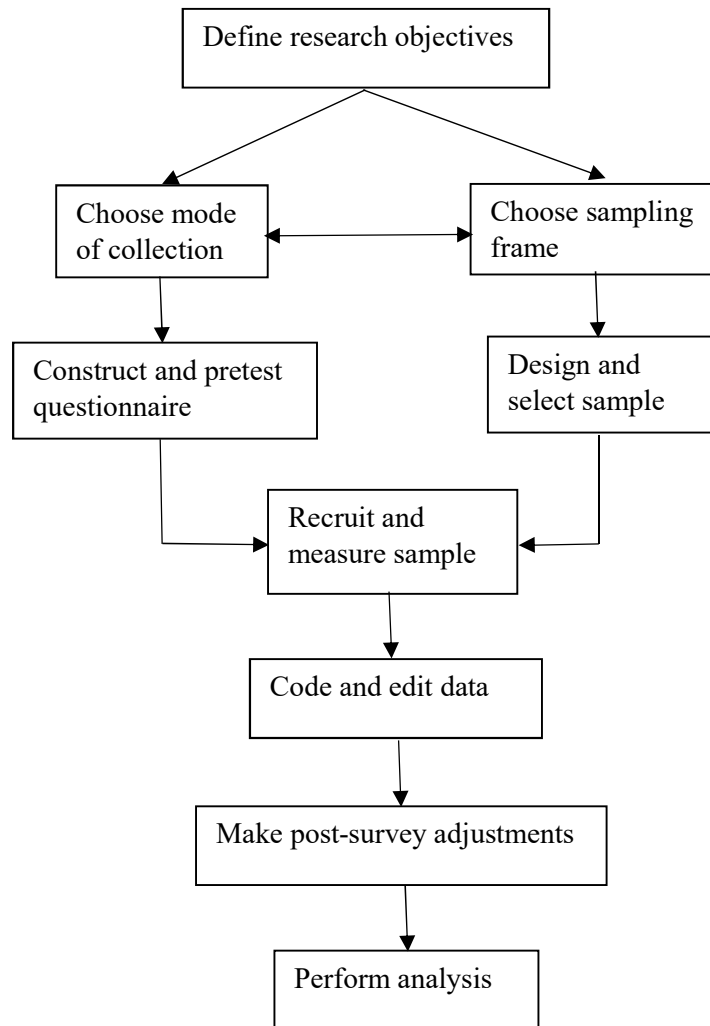 Define research objectives
Choose mode
of collection
Choose sampling
frame
Construct and pretest
questionnaire
Design and
select sample
Recruit and
measure sample
Code and edit data
Make post-survey adjustments
Perform analysis